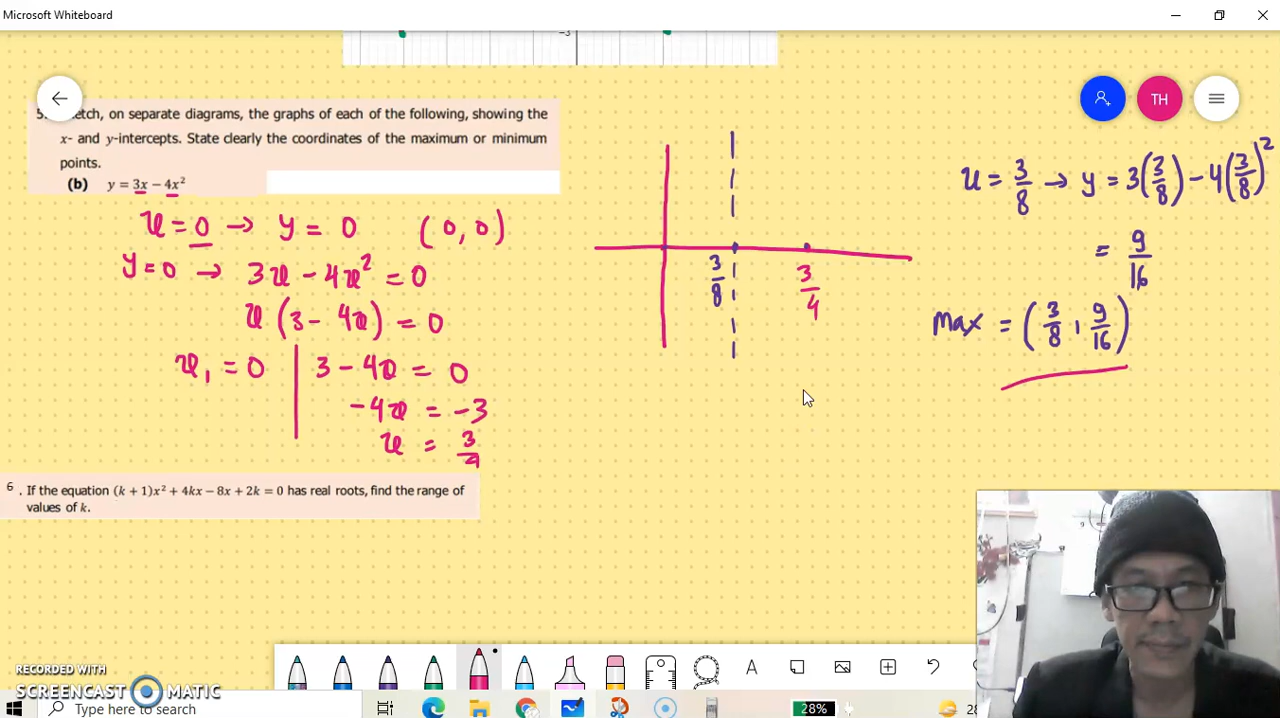 Microsoft Whiteboard
-3
TH
5. etch, on separate diagrams, the graphs of each of the following, showing the
x- and y-intercepts. State clearly the coordinates of the maximum or minimum
points.
(b) y = 3x − 4x²
x = 0 → y = 0 (0, 0)
y = 0 → 3x − 4x² = 0
x(3 − 4x) = 0
x₁ = 0 | 3 − 4x = 0
−4x = −3
x = 3/4
3/8
3/4
x = 3/8 → y = 3(3/8) − 4(3/8)²
= 9/16
Max = (3/8, 9/16)
6 . If the equation (k + 1)x² + 4kx − 8x + 2k = 0 has real roots, find the range of
values of k.
RECORDED WITH
SCREENCAST MATIC
A
Type here to search
28%
28